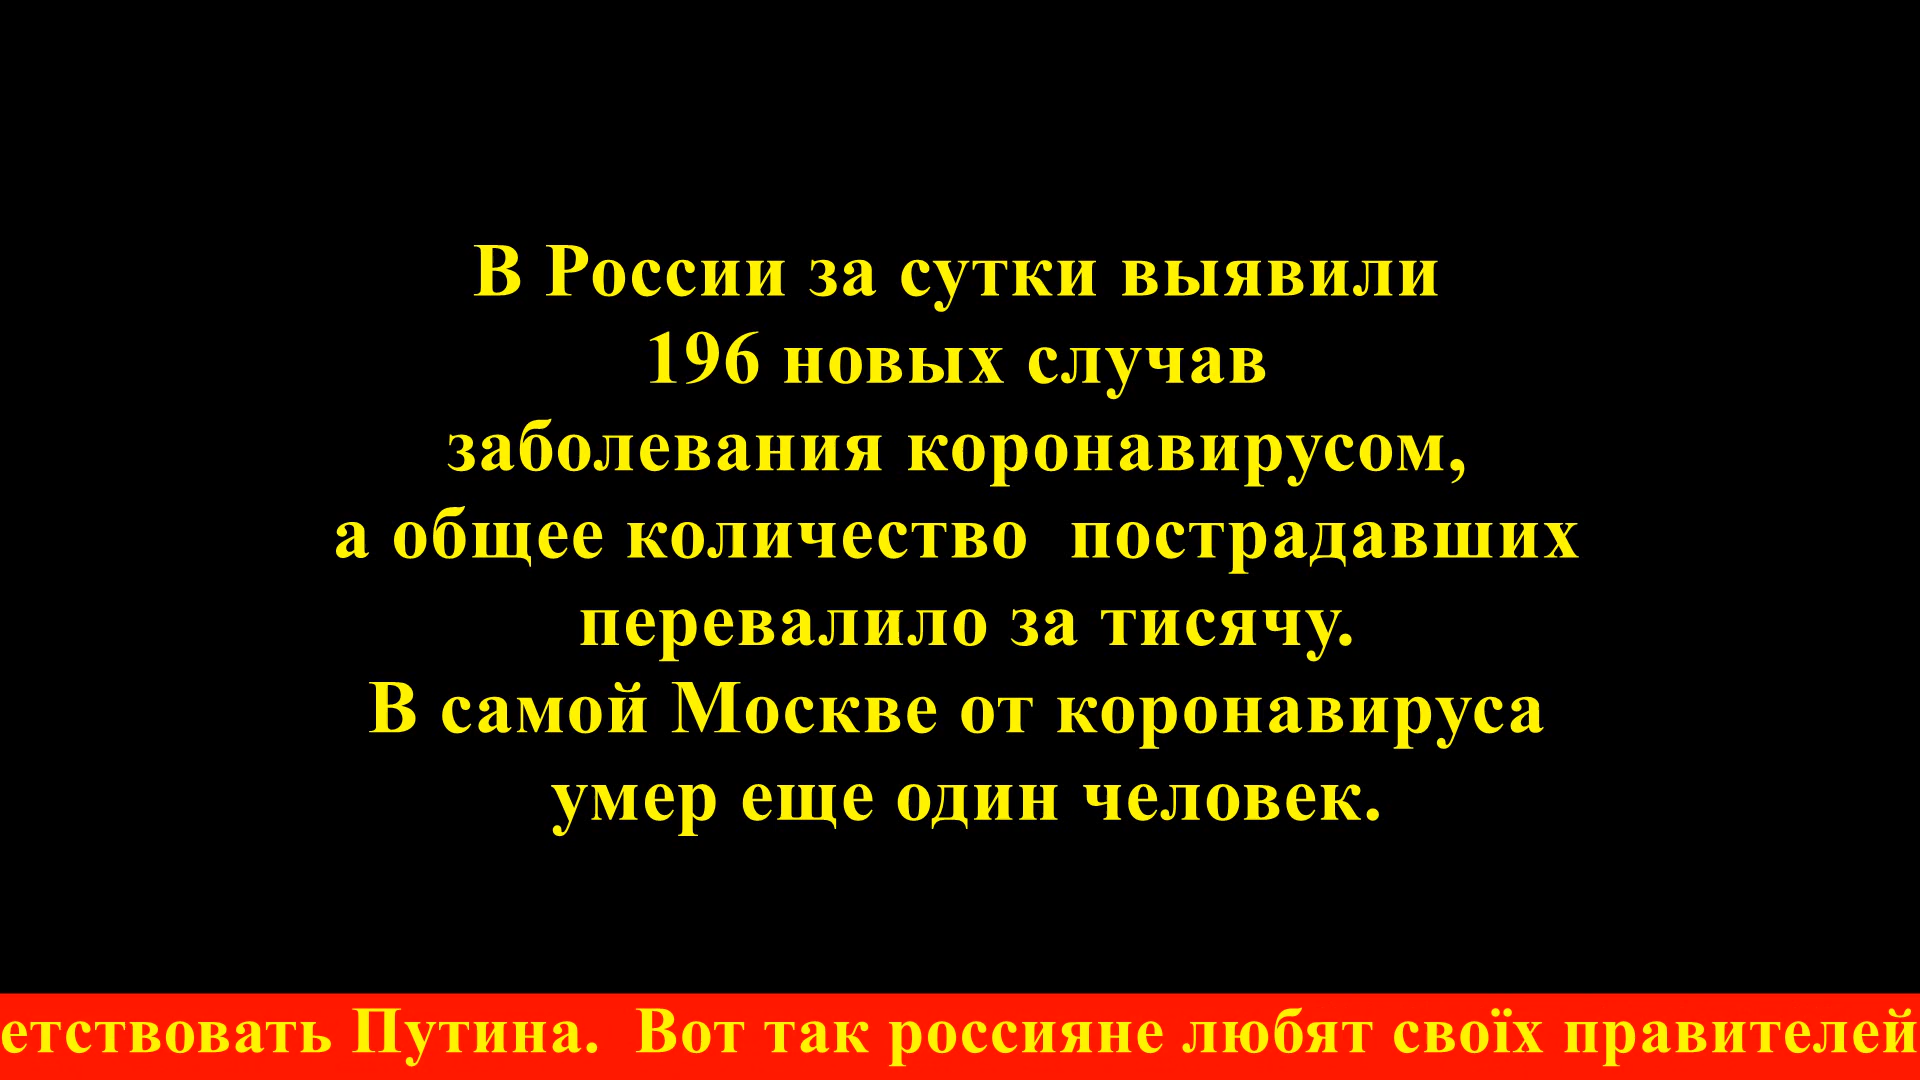 В России за сутки выявили
196 новых случав
заболевания коронавирусом,
а общее количество  пострадавших
перевалило за тисячу.
В самой Москве от коронавируса
умер еще один человек.
етствовать Путина.  Вот так россияне любят своїх правителей